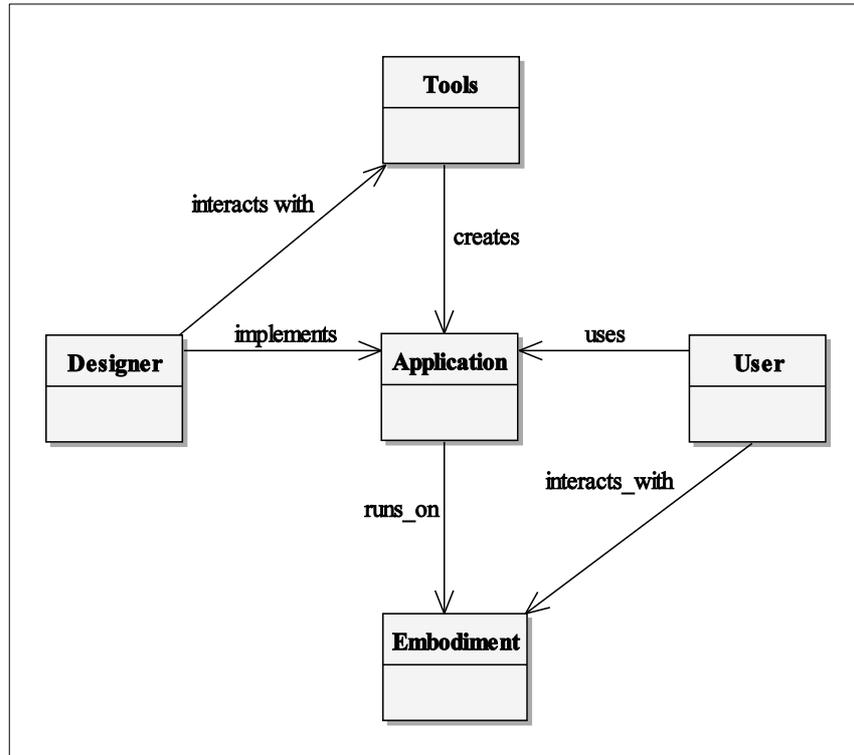 Tools
interacts with
creates
implements
uses
Designer
Application
User
interacts_with
runs_on
Embodiment